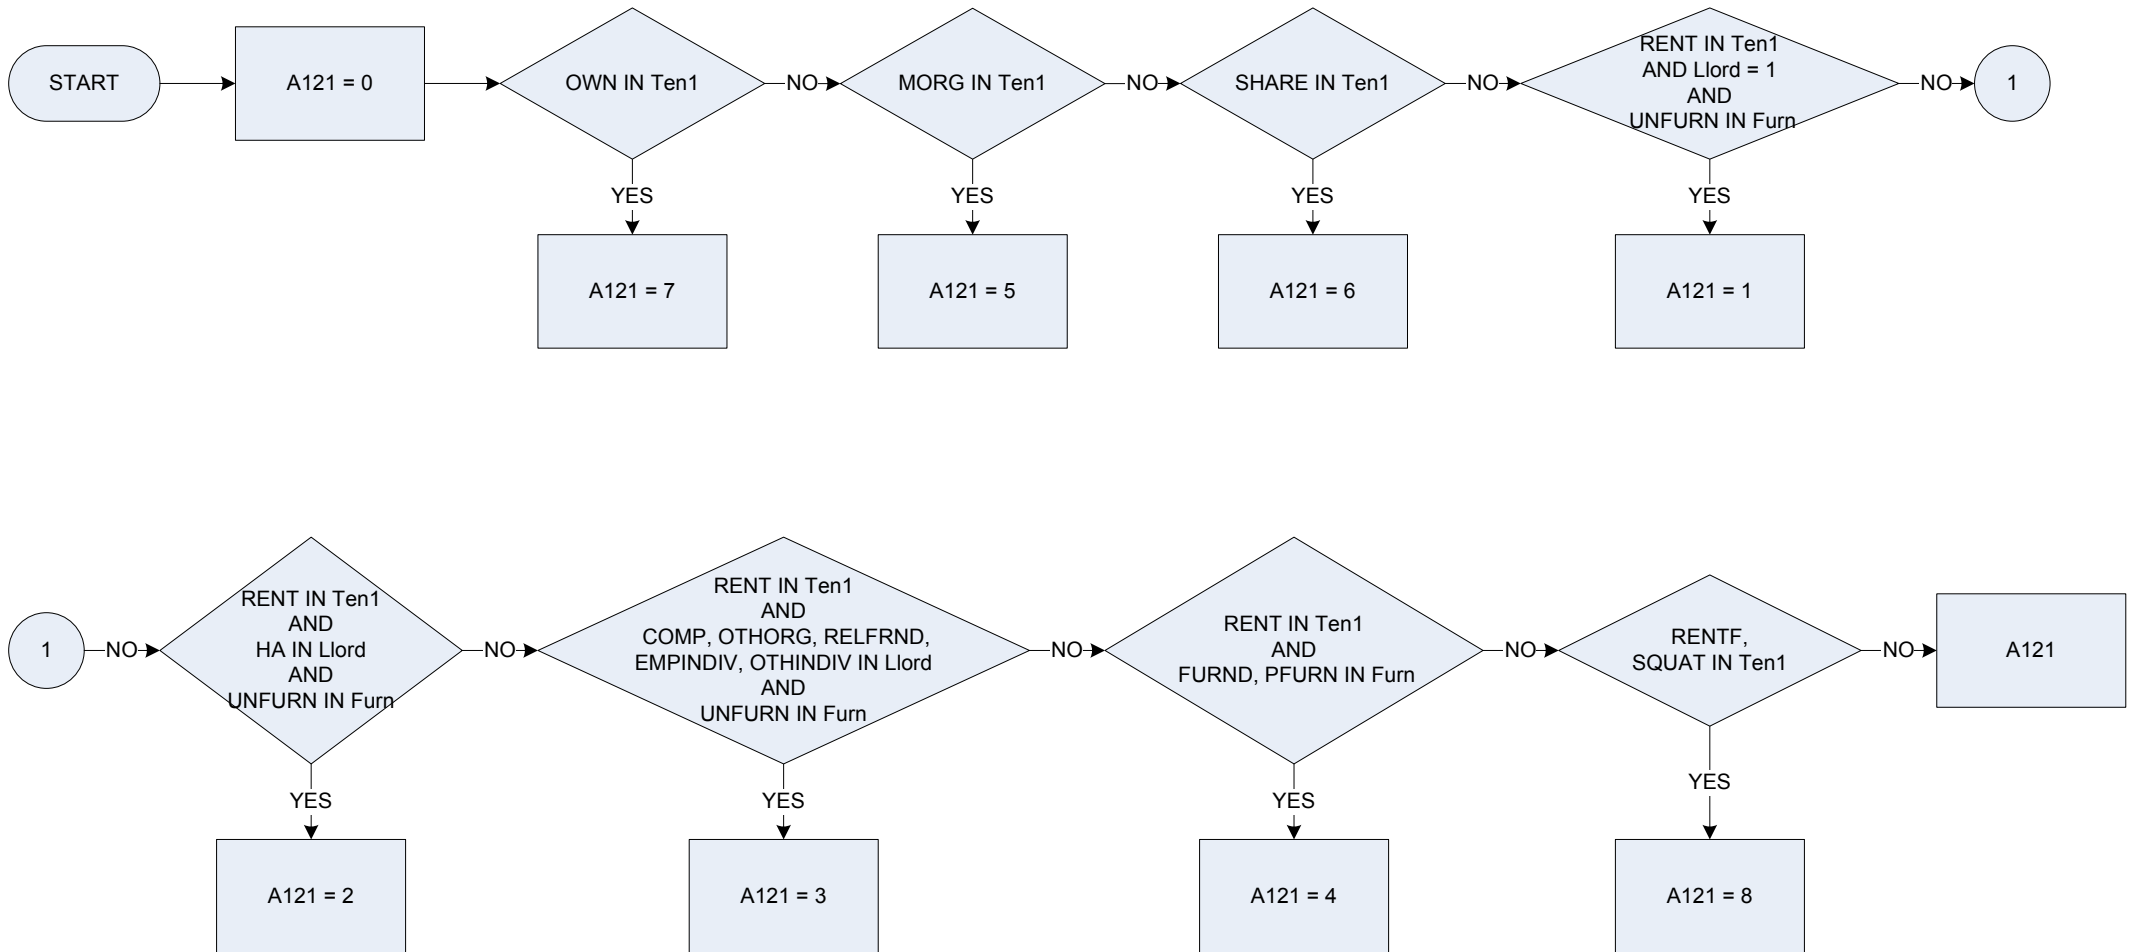 START
A121 = 0
OWN IN Ten1
NO
MORG IN Ten1
NO
SHARE IN Ten1
NO
RENT IN Ten1
AND Llord = 1
AND
UNFURN IN Furn
NO
1
YES
YES
YES
YES
A121 = 7
A121 = 5
A121 = 6
A121 = 1
1
NO
RENT IN Ten1
AND
HA IN Llord
AND
UNFURN IN Furn
NO
RENT IN Ten1
AND
COMP, OTHORG, RELFRND,
EMPINDIV, OTHINDIV IN Llord
AND
UNFURN IN Furn
NO
RENT IN Ten1
AND
FURND, PFURN IN Furn
NO
RENTF,
SQUAT IN Ten1
NO
A121
YES
YES
YES
YES
A121 = 2
A121 = 3
A121 = 4
A121 = 8